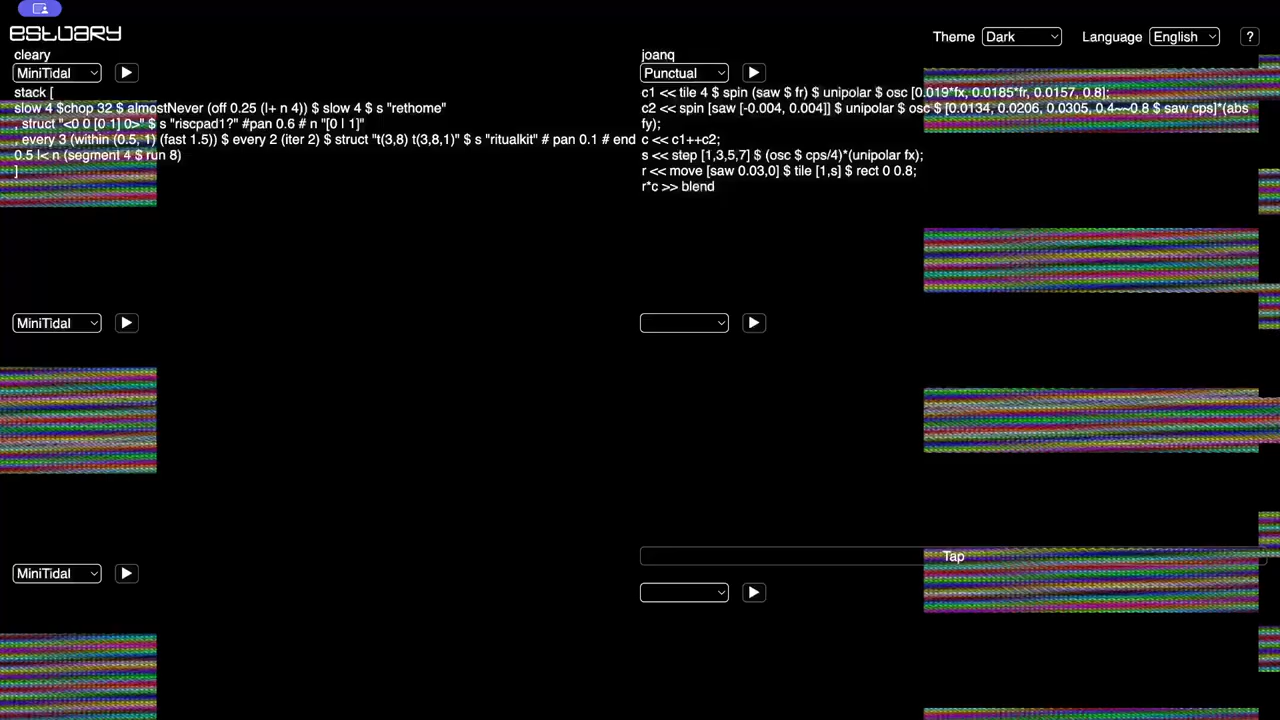 estuary
Theme Dark Language English ?
cleary
MiniTidal
stack [
slow 4 $chop 32 $ almostNever (off 0.25 (|+ n 4)) $ slow 4 $ s "rethome"
, struct "<0 0 [0 1] 0>" $ s "riscpad1?" #pan 0.6 # n "[0 | 1]"
, every 3 (within (0.5, 1) (fast 1.5)) $ every 2 (iter 2) $ struct "t(3,8) t(3,8,1)" $ s "ritualkit" # pan 0.1 # end
0.5 |< n (segment 4 $ run 8)
]
joanq
Punctual
c1 << tile 4 $ spin (saw $ fr) $ unipolar $ osc [0.019*fx, 0.0185*fr, 0.0157, 0.8];
c2 << spin [saw [-0.004, 0.004]] $ unipolar $ osc $ [0.0134, 0.0206, 0.0305, 0.4~~0.8 $ saw cps]*(abs
fy);
c << c1++c2;
s << step [1,3,5,7] $ (osc $ cps/4)*(unipolar fx);
r << move [saw 0.03,0] $ tile [1,s] $ rect 0 0.8;
r*c >> blend
MiniTidal
Tap
MiniTidal